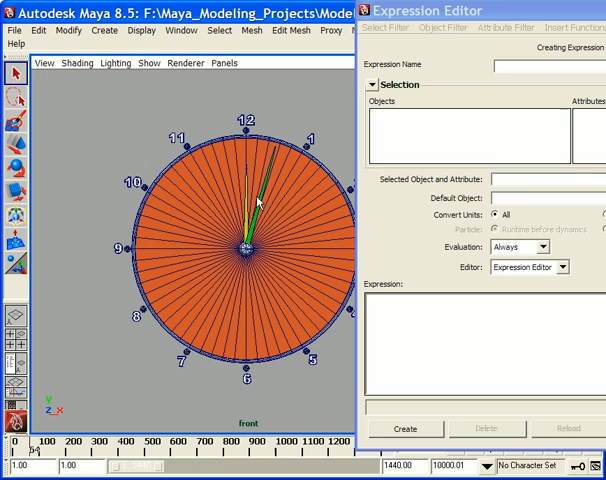 Autodesk Maya 8.5: F:\Maya_Modeling_Projects\Model
File Edit Modify Create Display Window Select Mesh Edit Mesh Proxy
Help
View Shading Lighting Show Renderer Panels
12
11 1
10
9
8
7 5
6
y
z x
front
Expression Editor
Select Filter Object Filter Attribute Filter Insert Function
Creating Expression
Expression Name
Selection
Objects Attributes
Selected Object and Attribute:
Default Object:
Convert Units: All
Particle: Runtime before dynamics
Evaluation: Always
Editor: Expression Editor
Expression:
Create Delete Reload
0 100 200 300 400 500 600 700 800 900 1000 1100 1200
54
1.00 1.00 1 1440 1440.00 10000.01 No Character Set